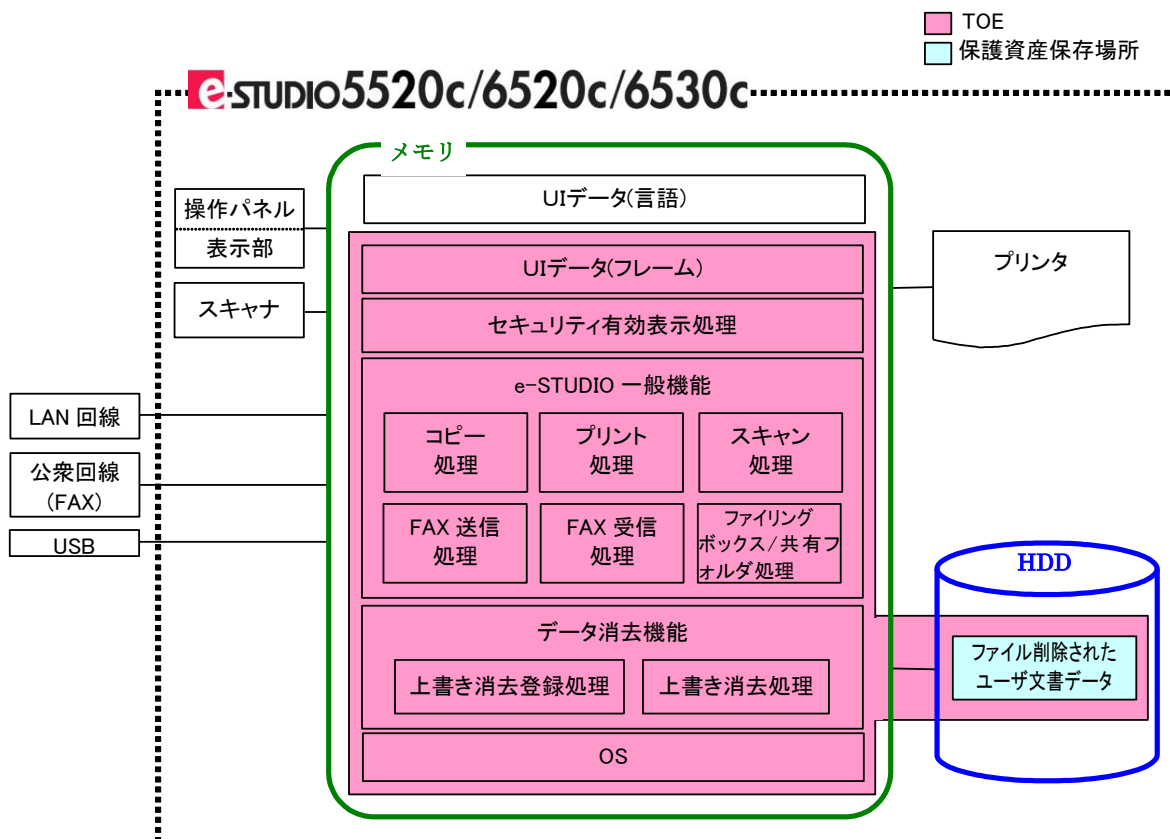 TOE
保護資産保存場所
e-STUDIO5520c/6520c/6530c
メモリ
UIデータ(言語)
操作パネル
表示部
スキャナ
プリンタ
UIデータ(フレーム)
セキュリティ有効表示処理
e-STUDIO 一般機能
コピー
処理
プリント
処理
スキャン
処理
FAX 送信
処理
FAX 受信
処理
ファイリング
ボックス/共有フ
ォルダ処理
LAN 回線
公衆回線
(FAX)
USB
データ消去機能
上書き消去登録処理
上書き消去処理
OS
HDD
ファイル削除された
ユーザ文書データ